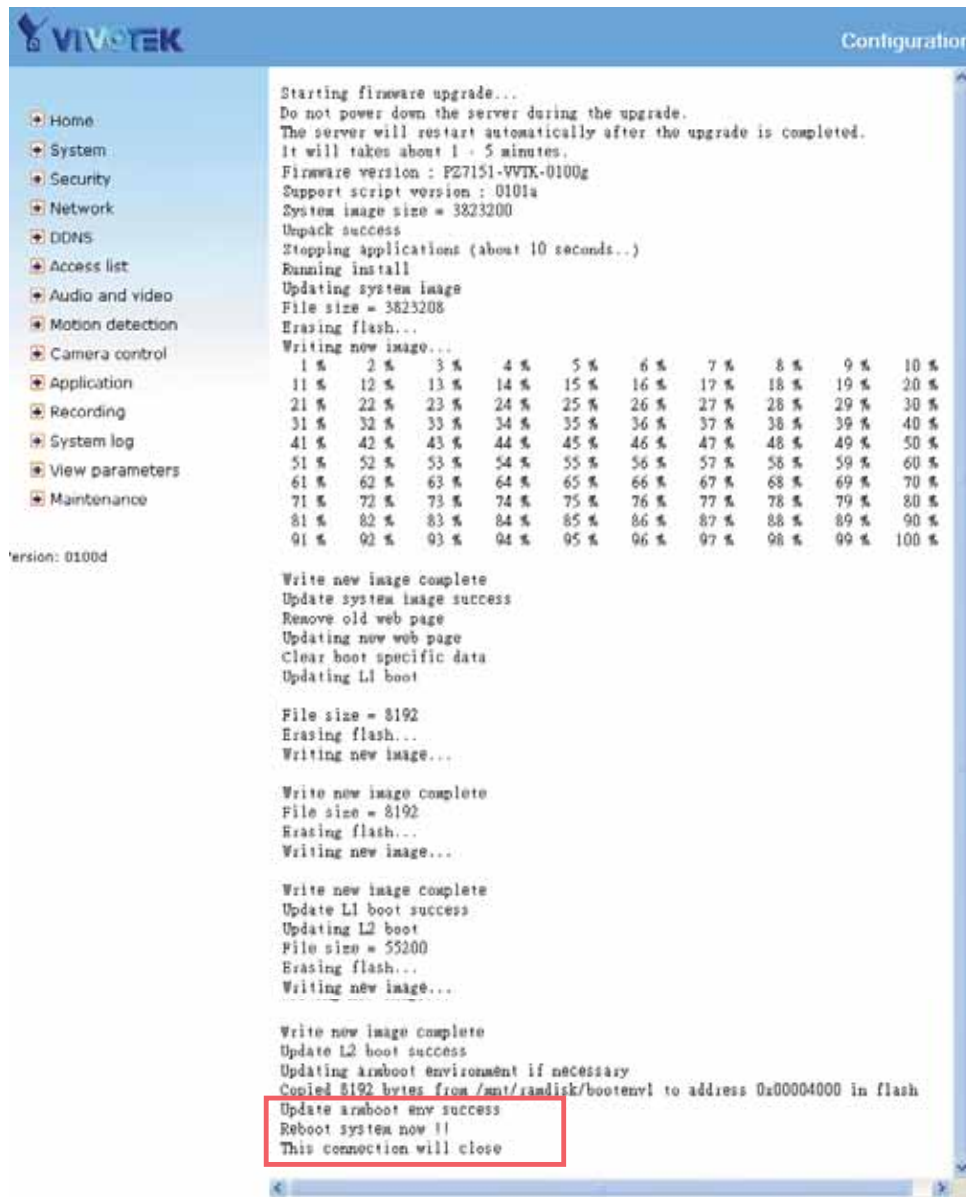 VIVOTEK
Configuration
Home
System
Security
Network
DDNS
Access list
Audio and video
Motion detection
Camera control
Application
Recording
System log
View parameters
Maintenance
ersion: 0100d
Starting firmware upgrade...
Do not power down the server during the upgrade.
The server will restart automatically after the upgrade is completed.
It will takes about 1 - 5 minutes.
Firmware version : PZ7151-VVTK-0100g
Support script version : 0101a
System image size = 3823200
Unpack success
Stopping applications (about 10 seconds..)
Running install
Updating system image
File size = 3823208
Erasing flash...
Writing new image...
1 % 2 % 3 % 4 % 5 % 6 % 7 % 8 % 9 % 10 %
11 % 12 % 13 % 14 % 15 % 16 % 17 % 18 % 19 % 20 %
21 % 22 % 23 % 24 % 25 % 26 % 27 % 28 % 29 % 30 %
31 % 32 % 33 % 34 % 35 % 36 % 37 % 38 % 39 % 40 %
41 % 42 % 43 % 44 % 45 % 46 % 47 % 48 % 49 % 50 %
51 % 52 % 53 % 54 % 55 % 56 % 57 % 58 % 59 % 60 %
61 % 62 % 63 % 64 % 65 % 66 % 67 % 68 % 69 % 70 %
71 % 72 % 73 % 74 % 75 % 76 % 77 % 78 % 79 % 80 %
81 % 82 % 83 % 84 % 85 % 86 % 87 % 88 % 89 % 90 %
91 % 92 % 93 % 94 % 95 % 96 % 97 % 98 % 99 % 100 %
Write new image complete
Update system image success
Remove old web page
Updating new web page
Clear boot specific data
Updating L1 boot
File size = 8192
Erasing flash...
Writing new image...
Write new image complete
File size = 8192
Erasing flash...
Writing new image...
Write new image complete
Update L1 boot success
Updating L2 boot
File size = 55200
Erasing flash...
Writing new image...
Write new image complete
Update L2 boot success
Updating armboot environment if necessary
Copied 8192 bytes from /mnt/ramdisk/bootenv1 to address 0x00004000 in flash
Update armboot env success
Reboot system now !!
This connection will close